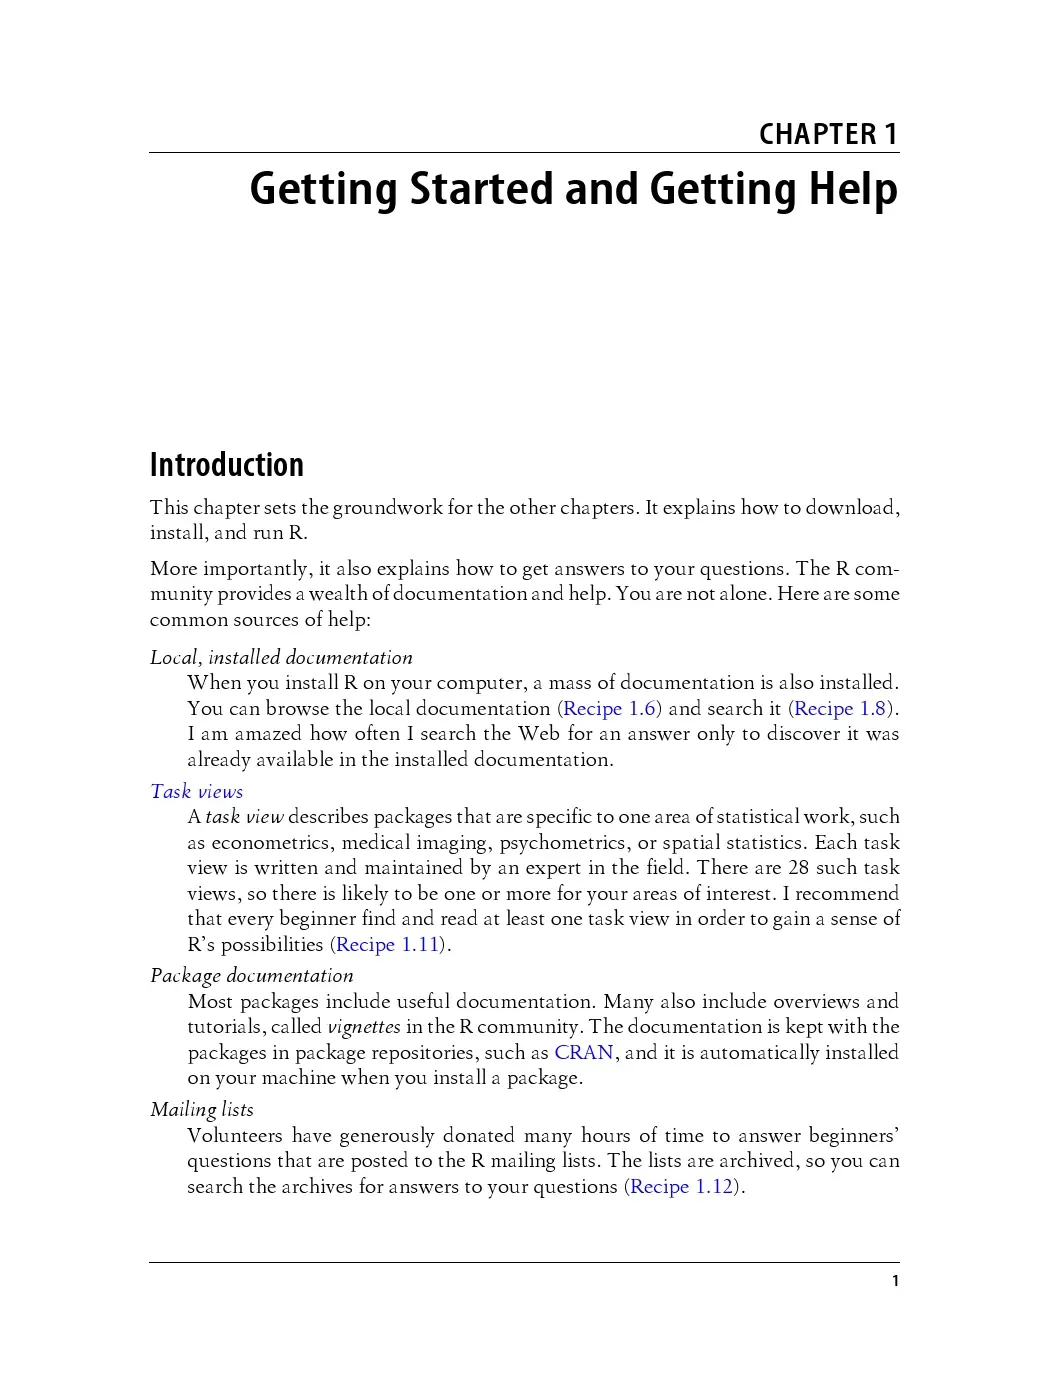 CHAPTER 1
Getting Started and Getting Help
Introduction
This chapter sets the groundwork for the other chapters. It explains how to download,
install, and run R.
More importantly, it also explains how to get answers to your questions. The R com-
munity provides a wealth of documentation and help. You are not alone. Here are some
common sources of help:
Local, installed documentation
When you install R on your computer, a mass of documentation is also installed.
You can browse the local documentation (Recipe 1.6) and search it (Recipe 1.8).
I am amazed how often I search the Web for an answer only to discover it was
already available in the installed documentation.
Task views
A task view describes packages that are specific to one area of statistical work, such
as econometrics, medical imaging, psychometrics, or spatial statistics. Each task
view is written and maintained by an expert in the field. There are 28 such task
views, so there is likely to be one or more for your areas of interest. I recommend
that every beginner find and read at least one task view in order to gain a sense of
R’s possibilities (Recipe 1.11).
Package documentation
Most packages include useful documentation. Many also include overviews and
tutorials, called vignettes in the R community. The documentation is kept with the
packages in package repositories, such as CRAN, and it is automatically installed
on your machine when you install a package.
Mailing lists
Volunteers have generously donated many hours of time to answer beginners’
questions that are posted to the R mailing lists. The lists are archived, so you can
search the archives for answers to your questions (Recipe 1.12).
1